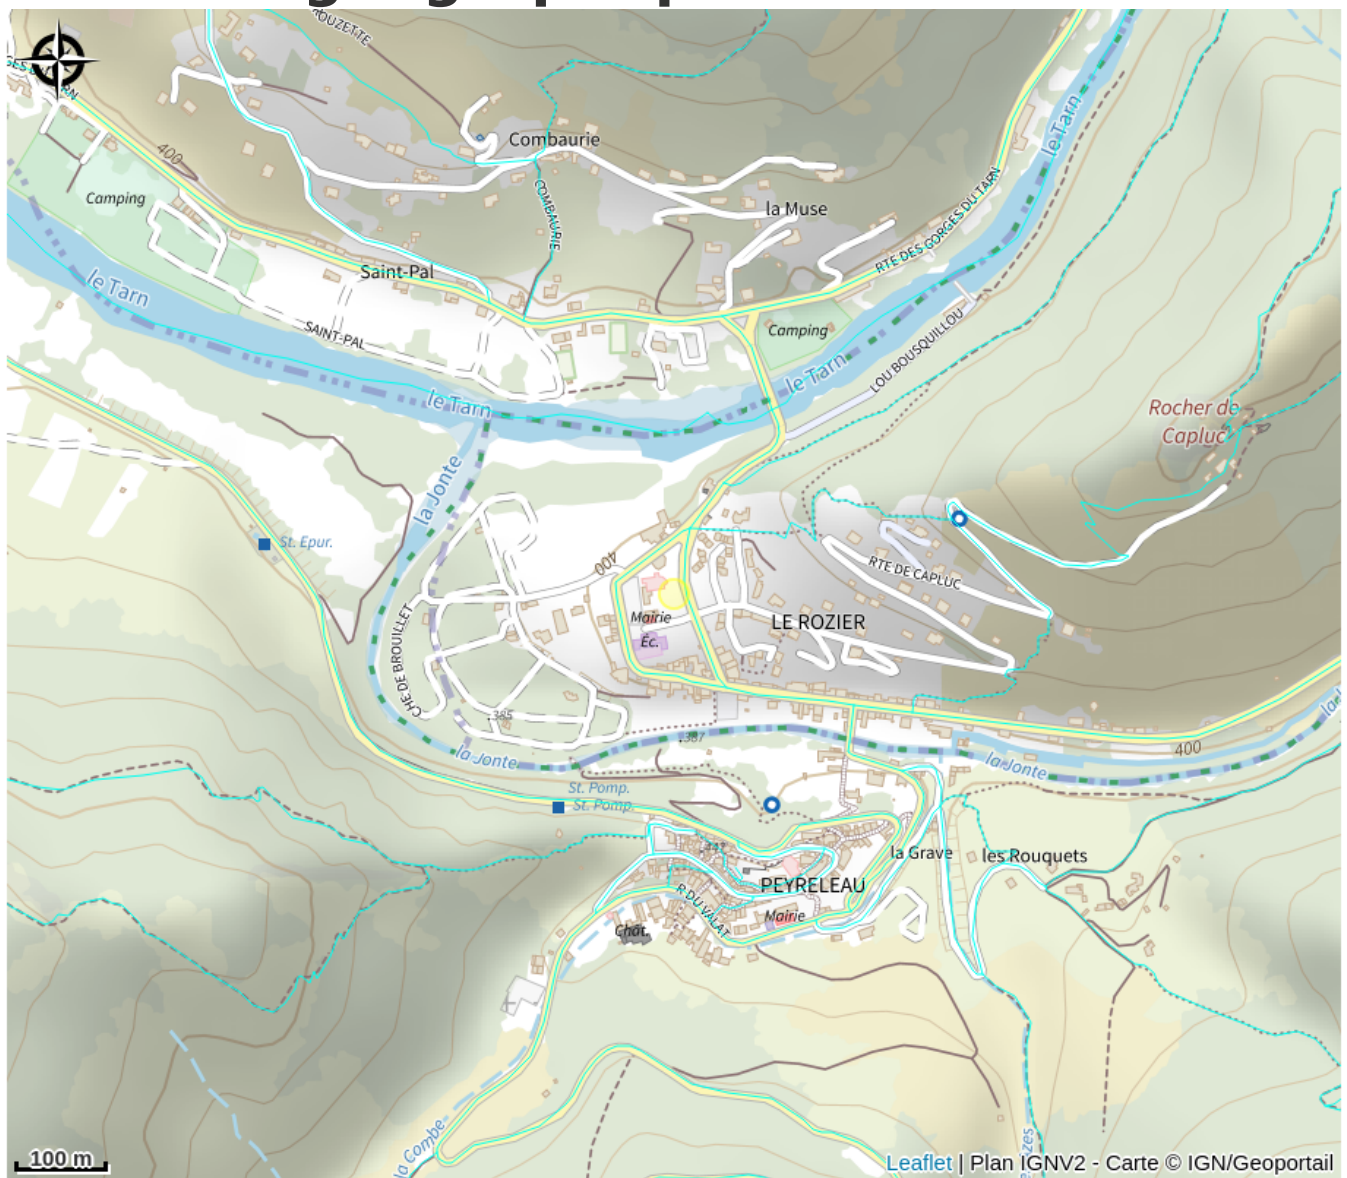 Combaurie
COMBAURIE
400
Camping
la Muse
RTE DES GORGES DU TARN
le Tarn
Saint-Pal
le Tarn
SAINT-PAL
Camping
le Tarn
LOU BOUSQUILLOU
le Tarn
Rocher de
Capluc
la Jonte
St. Epur.
400
RTE DE CAPLUC
CHE DE BROUILLET
Mairie
LE ROZIER
Éc.
385
387
400
la Jonte
la Jonte
St. Pomp.
St. Pomp.
447
la Grave
les Rouquets
PEYRELEAU
R DU VALAT
Mairie
Chât.
la Combe
100 m
Leaflet | Plan IGNV2 - Carte © IGN/Geoportail